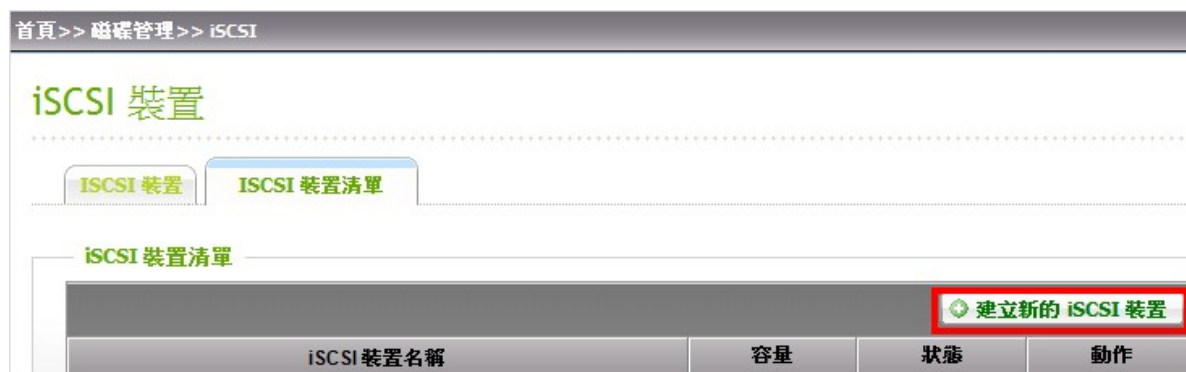 首頁>> 磁碟管理>> iSCSI
iSCSI 裝置
ISCSI 裝置 ISCSI 裝置清單
iSCSI 裝置清單
建立新的 iSCSI 裝置
iSCSI裝置名稱 容量 狀態 動作